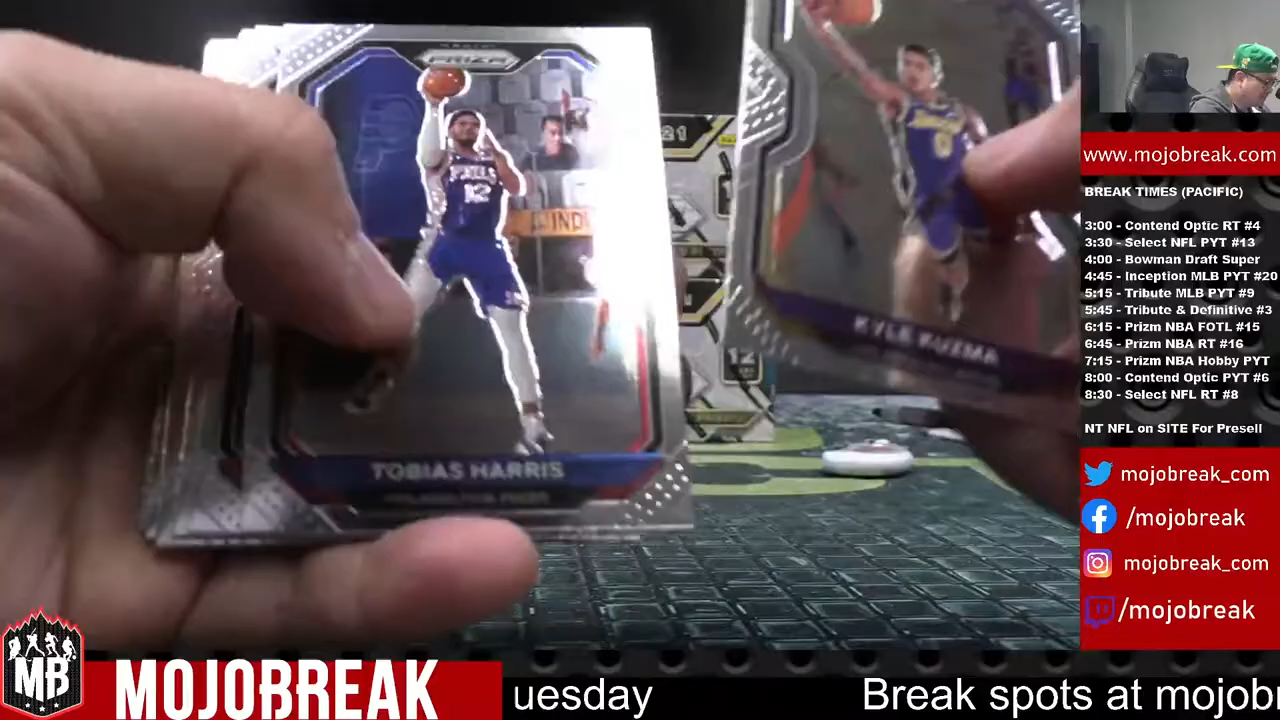 PRIZM
12
TOBIAS HARRIS
KYLE KUZMA
21
12
www.mojobreak.com
BREAK TIMES (PACIFIC)
3:00 - Contend Optic RT #4
3:30 - Select NFL PYT #13
4:00 - Bowman Draft Super
4:45 - Inception MLB PYT #20
5:15 - Tribute MLB PYT #9
5:45 - Tribute & Definitive #3
6:15 - Prizm NBA FOTL #15
6:45 - Prizm NBA RT #16
7:15 - Prizm NBA Hobby PYT
8:00 - Contend Optic PYT #6
8:30 - Select NFL RT #8
NT NFL on SITE For Presell
mojobreak_com
/mojobreak
mojobreak_com
/mojobreak
MB
MOJOBREAK
uesday
Break spots at mojob